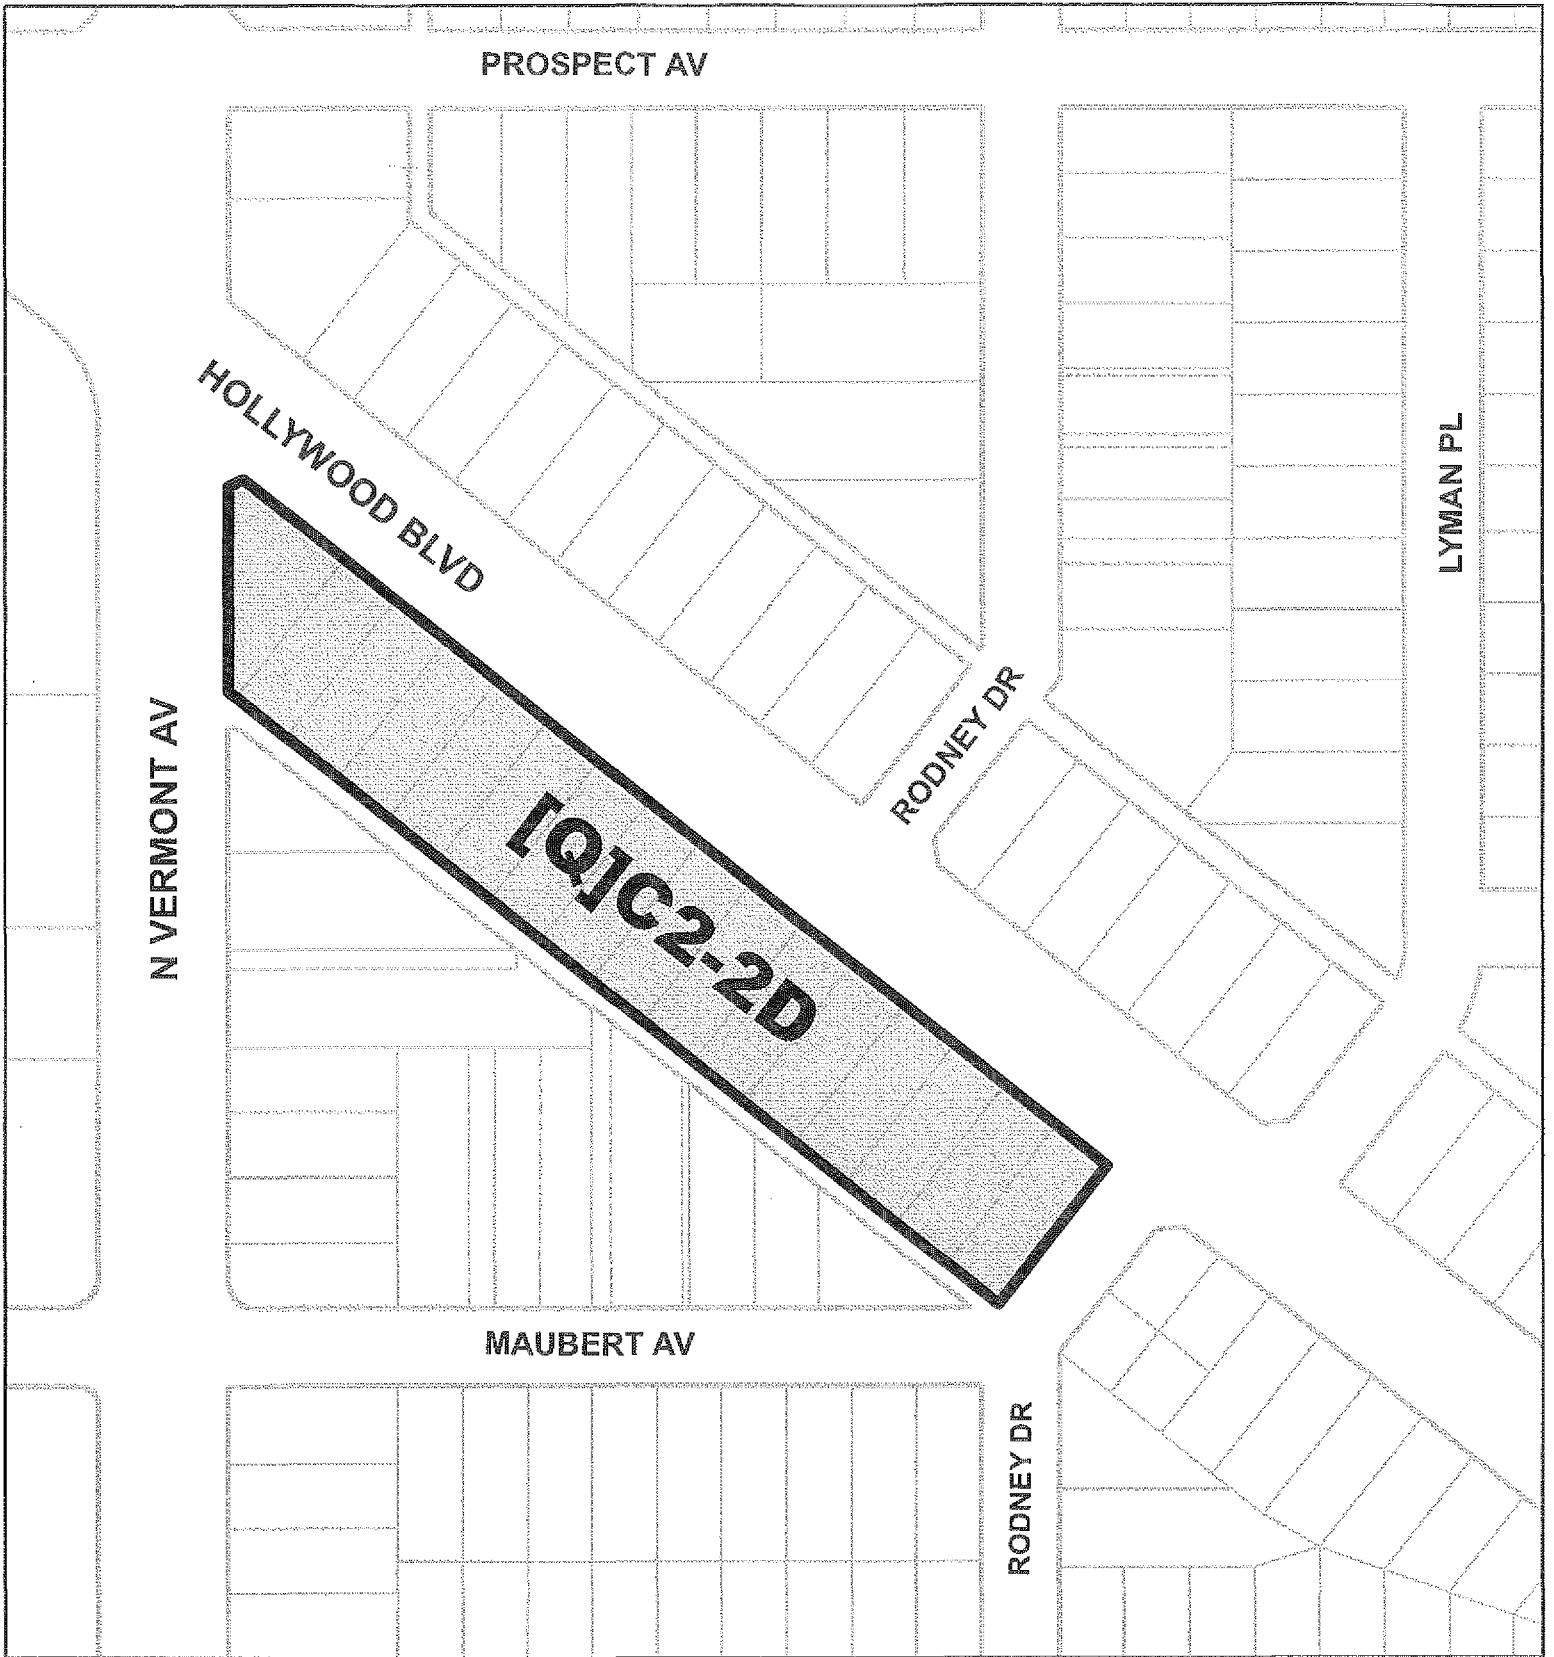 PROSPECT AV
HOLLYWOOD BLVD
LYMAN PL
RODNEY DR
N VERMONT AV
[Q]C2-2D
MAUBERT AV
RODNEY DR